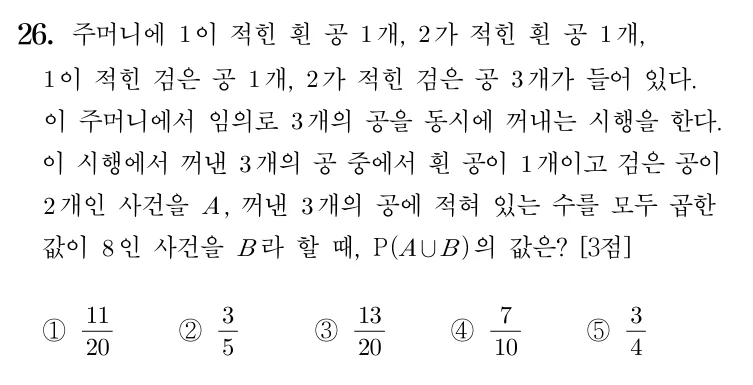 26. 주머니에 1이 적힌 흰 공 1개, 2가 적힌 흰 공 1개,
1이 적힌 검은 공 1개, 2가 적힌 검은 공 3개가 들어 있다.
이 주머니에서 임의로 3개의 공을 동시에 꺼내는 시행을 한다.
이 시행에서 꺼낸 3개의 공 중에서 흰 공이 1개이고 검은 공이
2개인 사건을 A, 꺼낸 3개의 공에 적혀 있는 수를 모두 곱한
값이 8인 사건을 B라 할 때, P(A∪B)의 값은? [3점]
① 11/20 ② 3/5 ③ 13/20 ④ 7/10 ⑤ 3/4